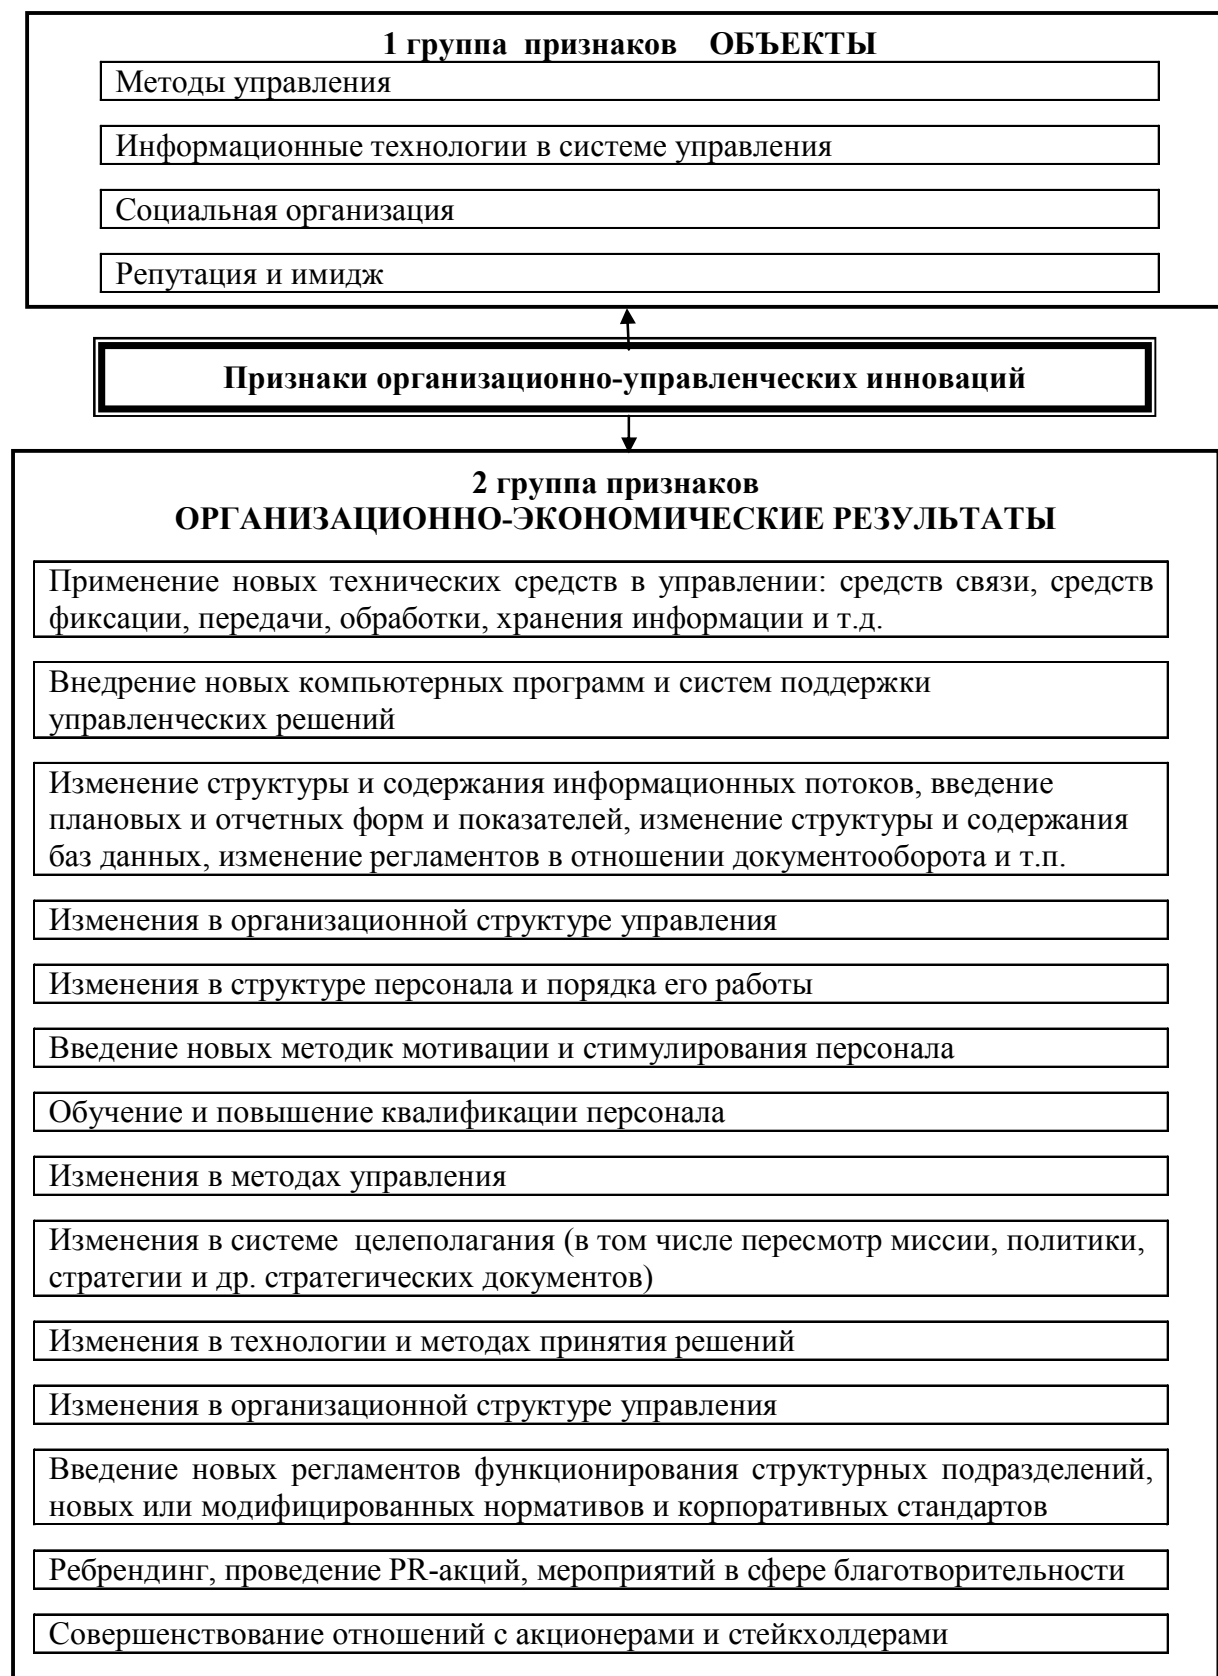 1 группа признаков ОБЪЕКТЫ
Методы управления
Информационные технологии в системе управления
Социальная организация
Репутация и имидж
Признаки организационно-управленческих инноваций
2 группа признаков
ОРГАНИЗАЦИОННО-ЭКОНОМИЧЕСКИЕ РЕЗУЛЬТАТЫ
Применение новых технических средств в управлении: средств связи, средств
фиксации, передачи, обработки, хранения информации и т.д.
Внедрение новых компьютерных программ и систем поддержки
управленческих решений
Изменение структуры и содержания информационных потоков, введение
плановых и отчетных форм и показателей, изменение структуры и содержания
баз данных, изменение регламентов в отношении документооборота и т.п.
Изменения в организационной структуре управления
Изменения в структуре персонала и порядка его работы
Введение новых методик мотивации и стимулирования персонала
Обучение и повышение квалификации персонала
Изменения в методах управления
Изменения в системе целеполагания (в том числе пересмотр миссии, политики,
стратегии и др. стратегических документов)
Изменения в технологии и методах принятия решений
Изменения в организационной структуре управления
Введение новых регламентов функционирования структурных подразделений,
новых или модифицированных нормативов и корпоративных стандартов
Ребрендинг, проведение PR-акций, мероприятий в сфере благотворительности
Совершенствование отношений с акционерами и стейкхолдерами